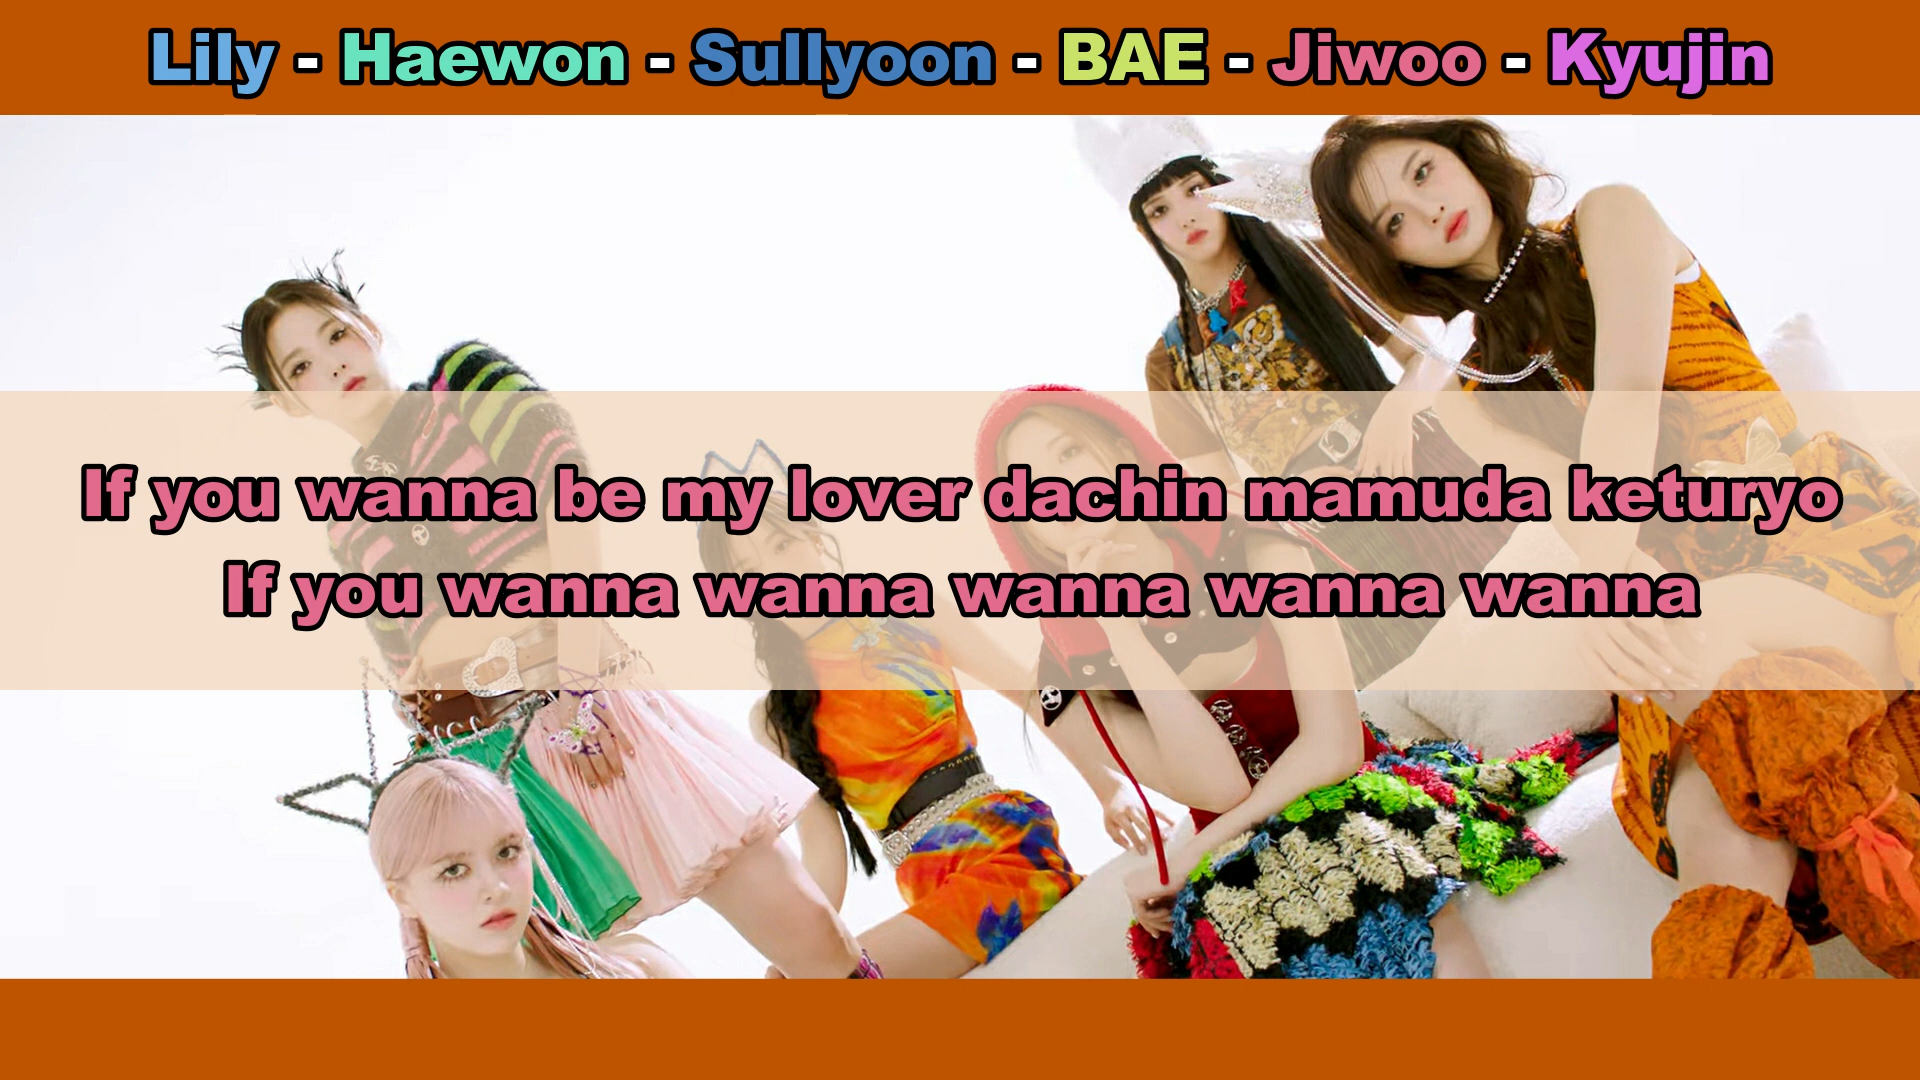 Lily - Haewon - Sullyoon - BAE - Jiwoo - Kyujin
If you wanna be my lover dachin mamuda keturyo
If you wanna wanna wanna wanna wanna